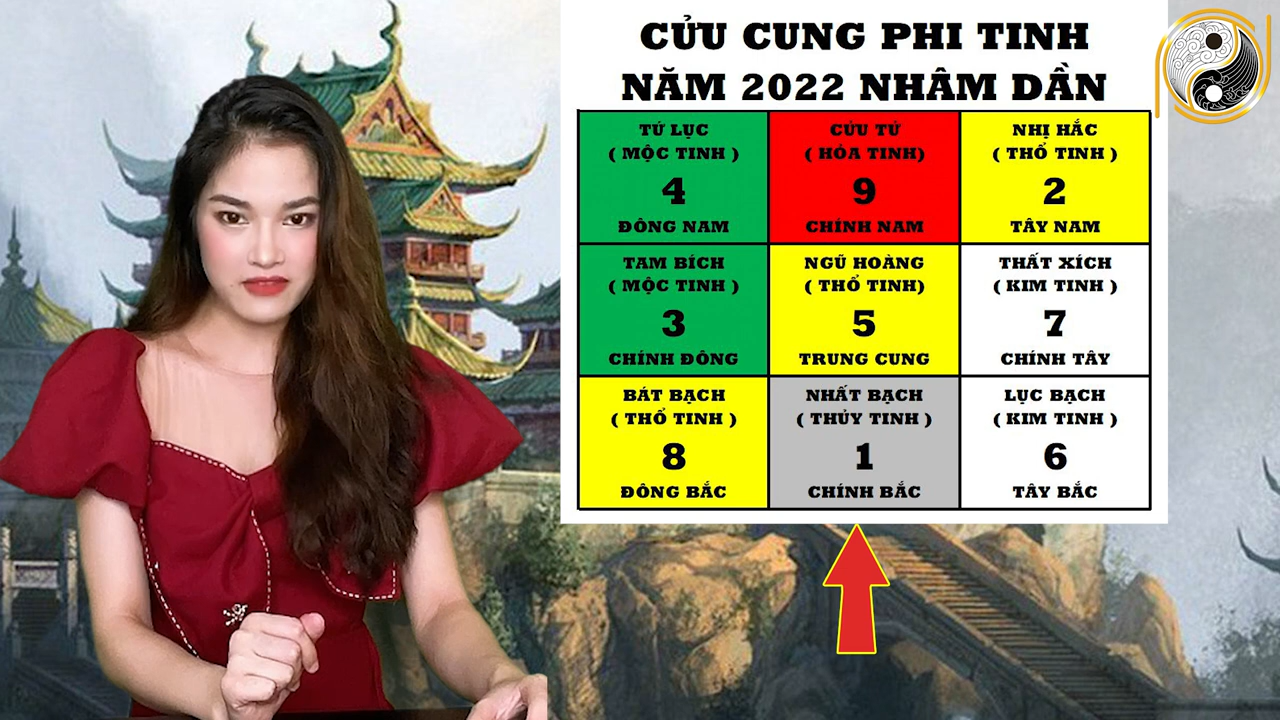 CỬU CUNG PHI TINH
NĂM 2022 NHÂM DẦN
TỨ LỤC
( MỘC TINH )
4
ĐÔNG NAM
CỬU TỬ
( HỎA TINH)
9
CHÍNH NAM
NHỊ HẮC
( THỔ TINH )
2
TÂY NAM
TAM BÍCH
( MỘC TINH )
3
CHÍNH ĐÔNG
NGŨ HOÀNG
( THỔ TINH)
5
TRUNG CUNG
THẤT XÍCH
( KIM TINH )
7
CHÍNH TÂY
BÁT BẠCH
( THỔ TINH )
8
ĐÔNG BẮC
NHẤT BẠCH
( THỦY TINH )
1
CHÍNH BẮC
LỤC BẠCH
( KIM TINH )
6
TÂY BẮC